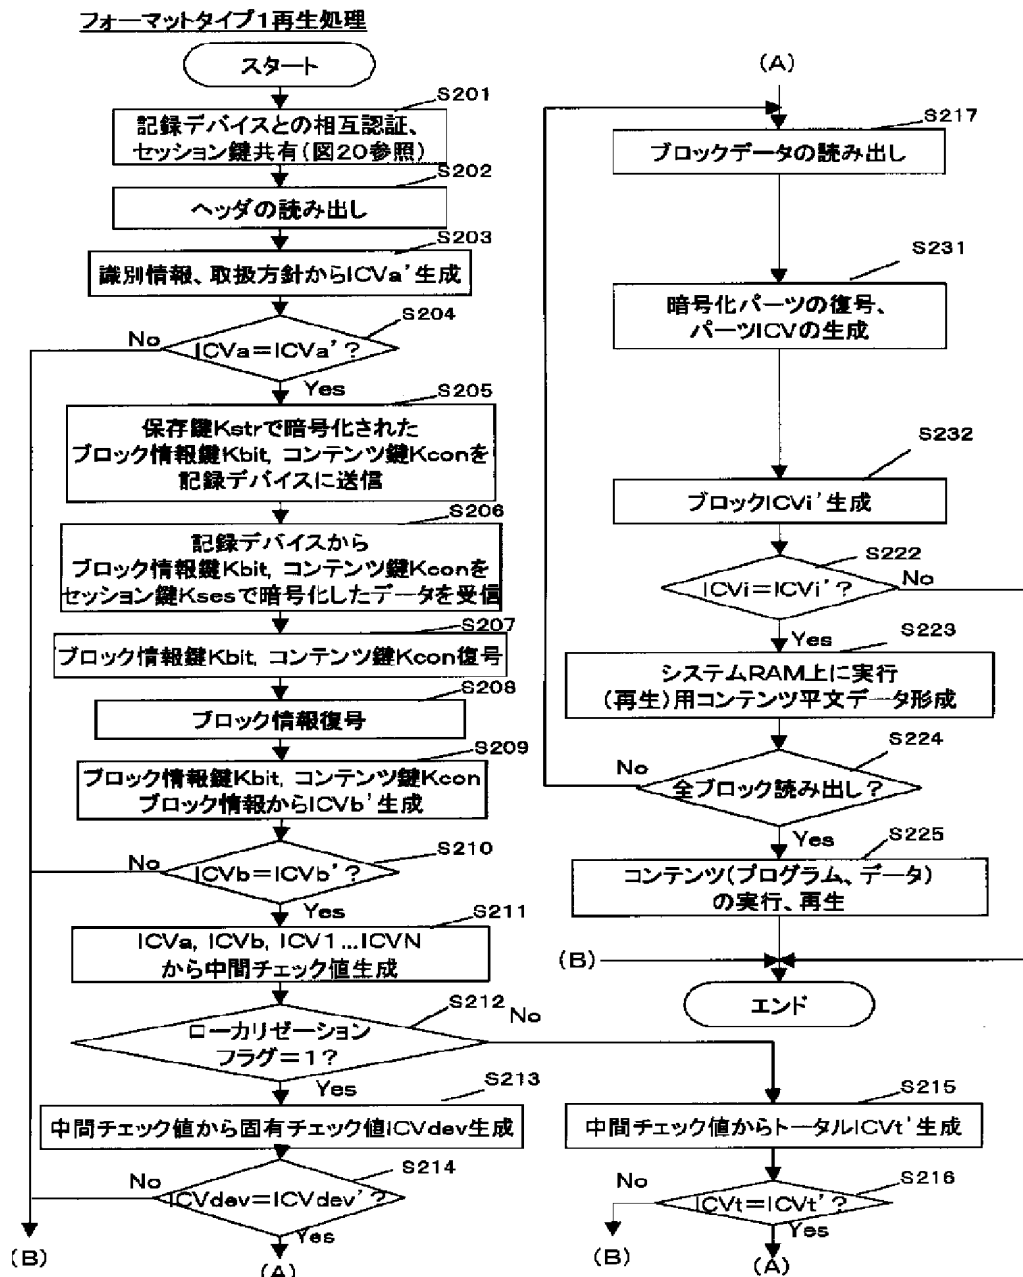 フォーマットタイプ1再生処理
スタート
S201
記録デバイスとの相互認証、
セッション鍵共有(図20参照)
S202
ヘッダの読み出し
S203
識別情報、取扱方針からICVa'生成
S204
ICVa=ICVa'?
No
Yes
S205
保存鍵Kstrで暗号化された
ブロック情報鍵Kbit, コンテンツ鍵Kconを
記録デバイスに送信
S206
記録デバイスから
ブロック情報鍵Kbit, コンテンツ鍵Kconを
セッション鍵Ksesで暗号化したデータを受信
S207
ブロック情報鍵Kbit, コンテンツ鍵Kcon復号
S208
ブロック情報復号
S209
ブロック情報鍵Kbit, コンテンツ鍵Kcon
ブロック情報からICVb'生成
S210
ICVb=ICVb'?
No
Yes
S211
ICVa, ICVb, ICV1...ICVN
から中間チェック値生成
S212
ローカリゼーション
フラグ=1?
No
Yes
S213
中間チェック値から固有チェック値ICVdev生成
S214
ICVdev=ICVdev'?
No
Yes
(B)
(A)
(A)
S217
ブロックデータの読み出し
S231
暗号化パーツの復号、
パーツICVの生成
S232
ブロックICVi'生成
S222
ICVi=ICVi'?
No
Yes
S223
システムRAM上に実行
(再生)用コンテンツ平文データ形成
S224
全ブロック読み出し?
No
Yes
S225
コンテンツ(プログラム、データ)
の実行、再生
(B)
エンド
S215
中間チェック値からトータルICVt'生成
S216
ICVt=ICVt'?
No
Yes
(B)
(A)